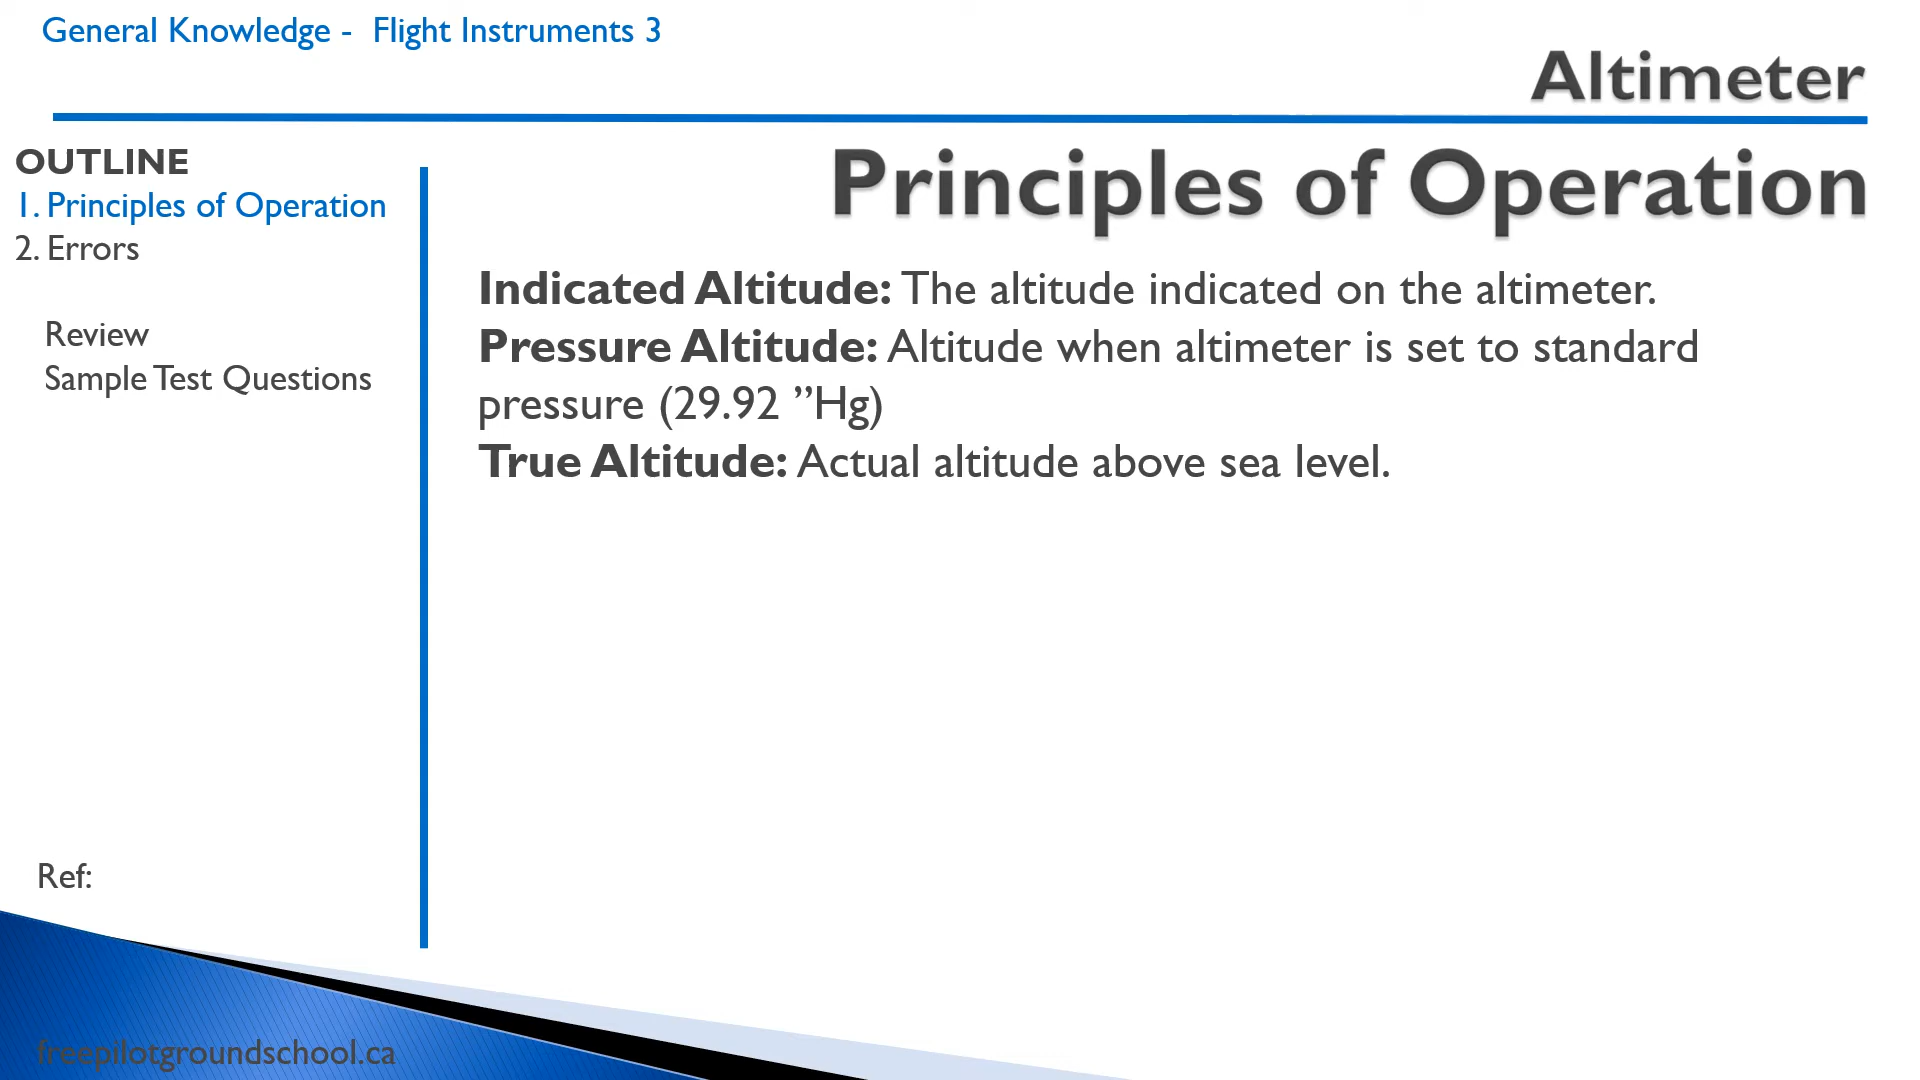 General Knowledge - Flight Instruments 3
Altimeter
OUTLINE
1. Principles of Operation
2. Errors
Review
Sample Test Questions
Ref:
freepilotgroundschool.ca
Principles of Operation
Indicated Altitude: The altitude indicated on the altimeter.
Pressure Altitude: Altitude when altimeter is set to standard
pressure (29.92 ”Hg)
True Altitude: Actual altitude above sea level.